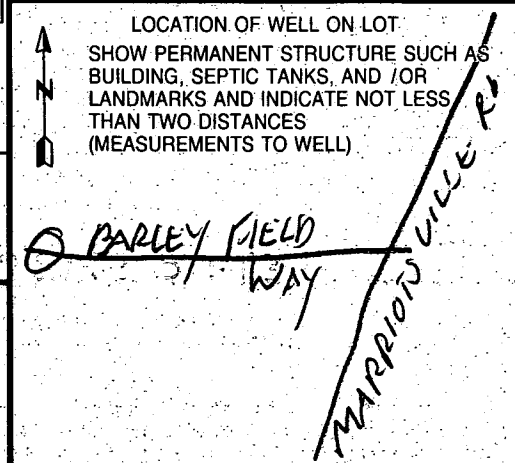 LOCATION OF WELL ON LOT
SHOW PERMANENT STRUCTURE SUCH AS
BUILDING, SEPTIC TANKS, AND /OR
LANDMARKS AND INDICATE NOT LESS
THAN TWO DISTANCES
(MEASUREMENTS TO WELL)
N
BARLEY FIELD
WAY
MARRIOTSVILLE Rd